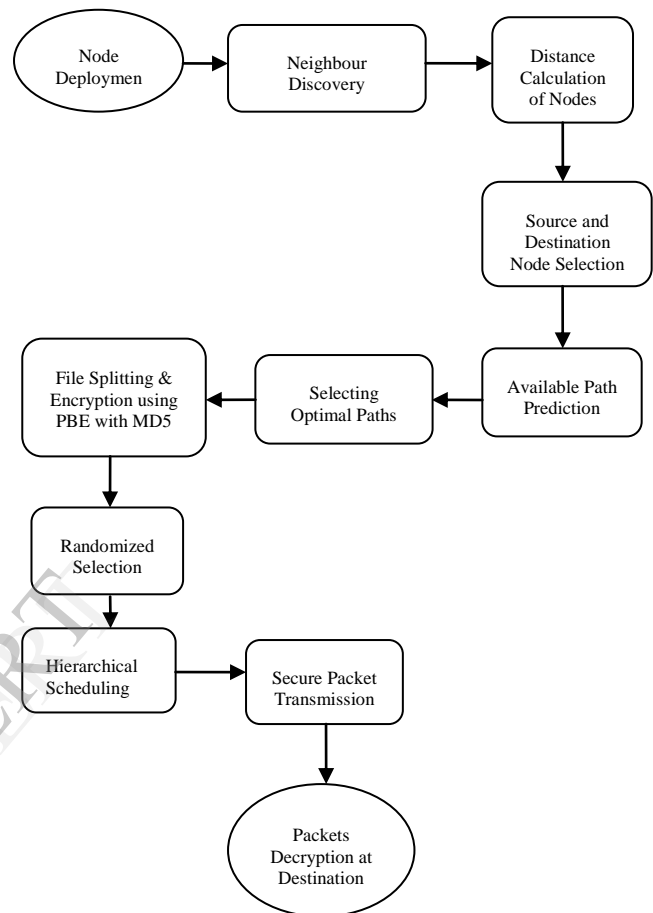 Node
Deploymen
Neighbour
Discovery
Distance
Calculation
of Nodes
Source and
Destination
Node Selection
Available Path
Prediction
Selecting
Optimal Paths
File Splitting &
Encryption using
PBE with MD5
Randomized
Selection
Hierarchical
Scheduling
Secure Packet
Transmission
Packets
Decryption at
Destination